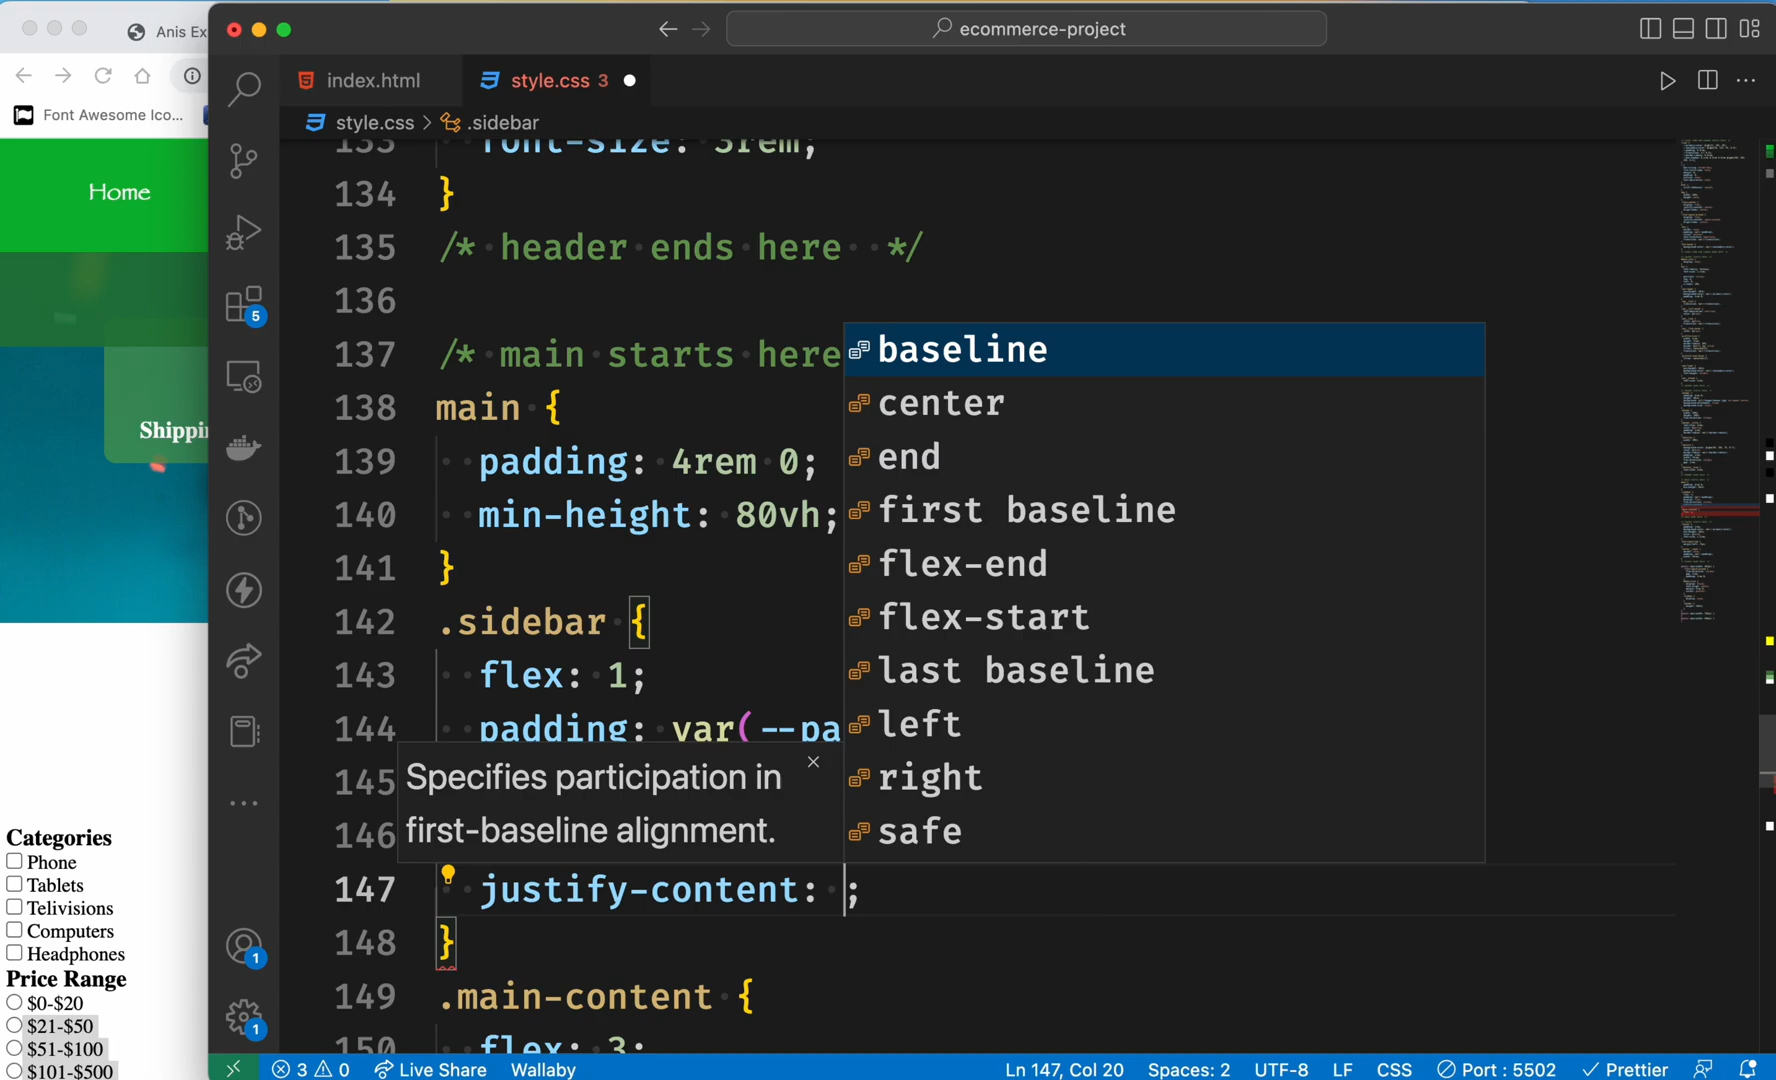 Anis Ex
ecommerce-project
Font Awesome Ico...
index.html
style.css 3
style.css > .sidebar
Home
Shippin
Categories
Phone
Tablets
Telivisions
Computers
Headphones
Price Range
$0-$20
$21-$50
$51-$100
$101-$500
5
1
1
133 font-size: 3rem;
134 }
135 /* header ends here */
136
137 /* main starts here
138 main {
139 padding: 4rem 0;
140 min-height: 80vh;
141 }
142 .sidebar {
143 flex: 1;
144 padding: var(--pa
145
146
147 justify-content: ;
148 }
149 .main-content {
150 flex: 3;
baseline
center
end
first baseline
flex-end
flex-start
last baseline
left
right
safe
Specifies participation in
first-baseline alignment.
3 0 Live Share Wallaby Ln 147, Col 20 Spaces: 2 UTF-8 LF CSS Port : 5502 Prettier